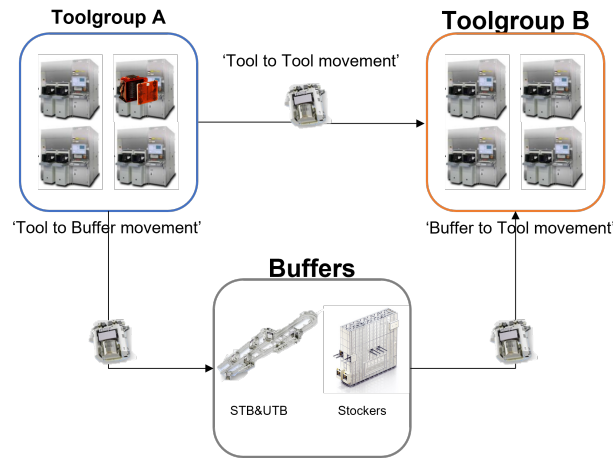 Toolgroup A
Toolgroup B
‘Tool to Tool movement’
‘Tool to Buffer movement’
‘Buffer to Tool movement’
Buffers
STB&UTB
Stockers